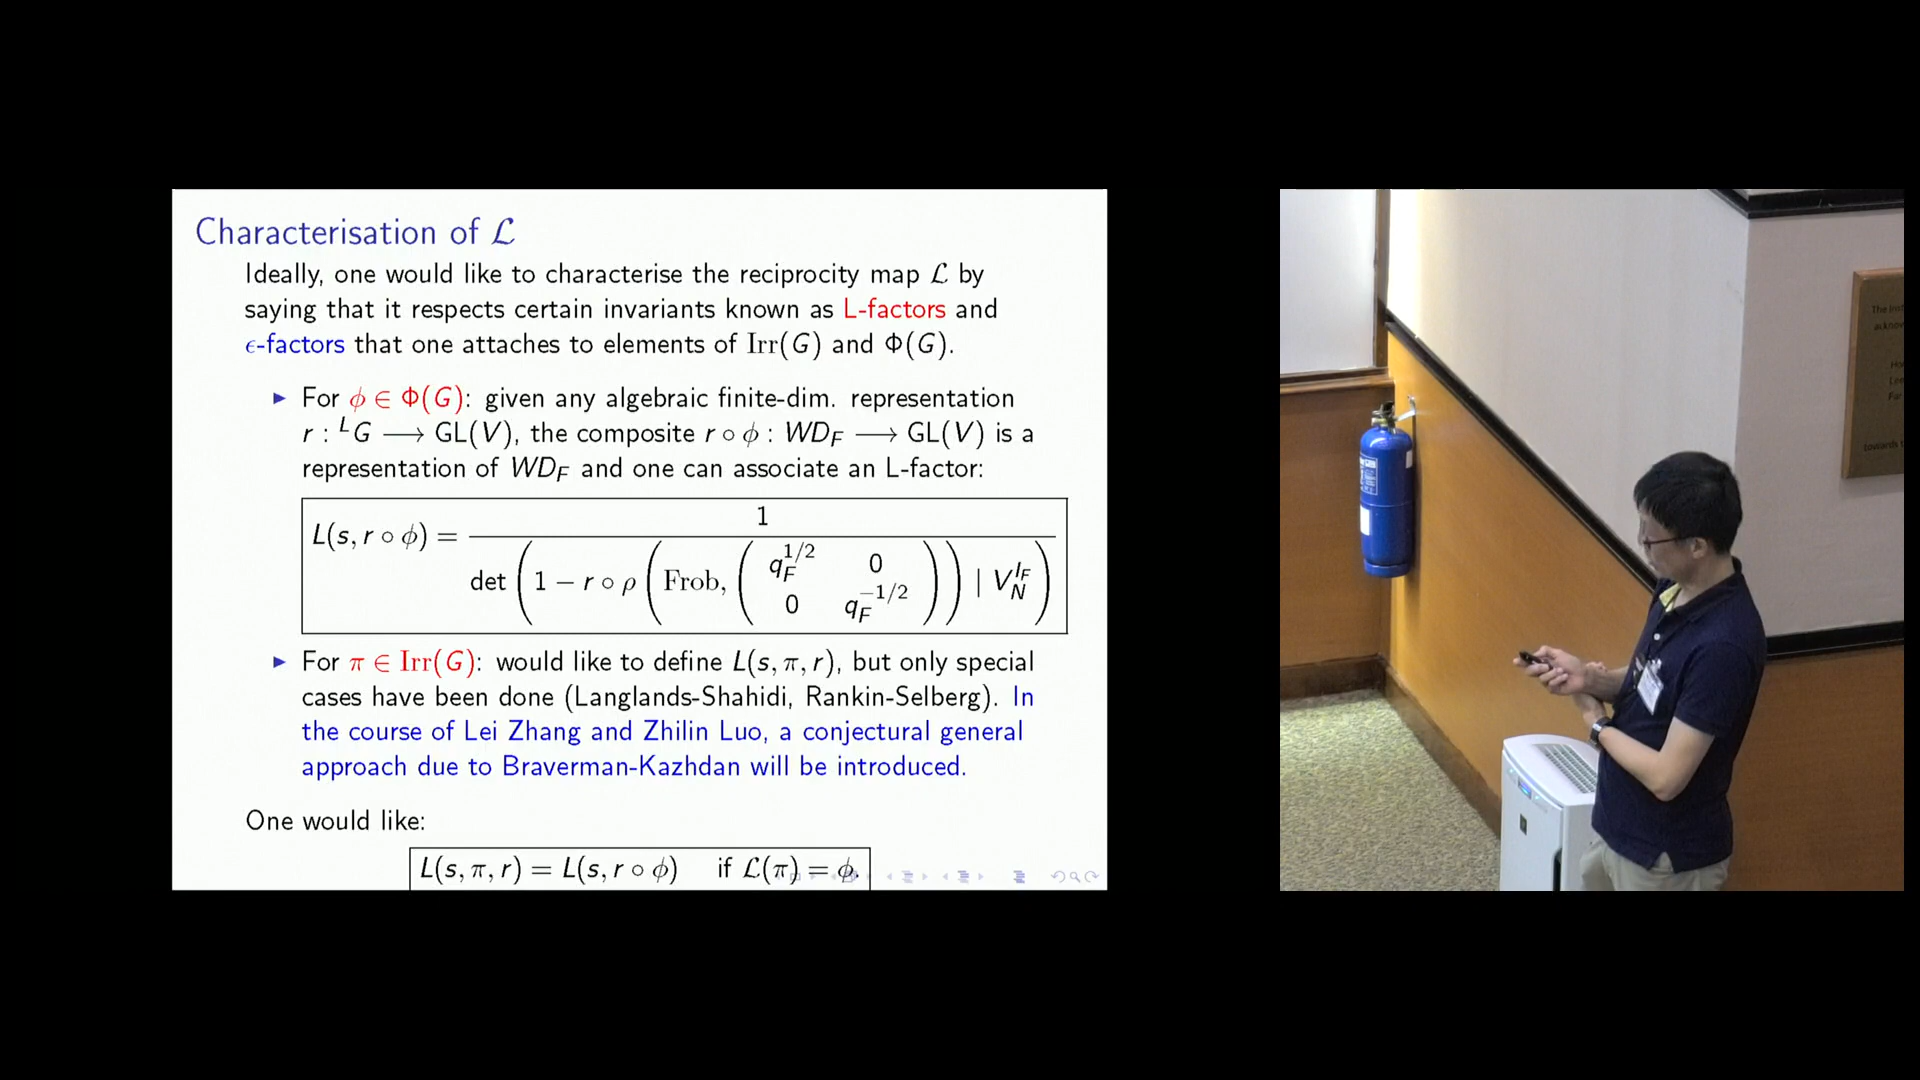 Characterisation of ℒ
Ideally, one would like to characterise the reciprocity map ℒ by
saying that it respects certain invariants known as L-factors and
ϵ-factors that one attaches to elements of Irr(G) and Φ(G).
▶ For ϕ ∈ Φ(G): given any algebraic finite-dim. representation
r : ᴸG ⟶ GL(V), the composite r ∘ ϕ : WD_F ⟶ GL(V) is a
representation of WD_F and one can associate an L-factor:
L(s, r ∘ ϕ) = 1 / det(1 − r ∘ ρ(Frob, (q_F^{1/2} 0 0 q_F^{−1/2})) | V_N^{I_F})
▶ For π ∈ Irr(G): would like to define L(s, π, r), but only special
cases have been done (Langlands-Shahidi, Rankin-Selberg). In
the course of Lei Zhang and Zhilin Luo, a conjectural general
approach due to Braverman-Kazhdan will be introduced.
One would like:
L(s, π, r) = L(s, r ∘ ϕ) if ℒ(π) = ϕ.
The Inst